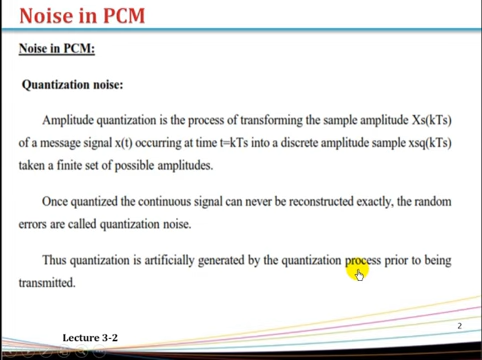 Noise in PCM
Noise in PCM:
Quantization noise:
Amplitude quantization is the process of transforming the sample amplitude Xs(kTs)
of a message signal x(t) occurring at time t=kTs into a discrete amplitude sample xsq(kTs)
taken a finite set of possible amplitudes.
Once quantized the continuous signal can never be reconstructed exactly, the random
errors are called quantization noise.
Thus quantization is artificially generated by the quantization process prior to being
transmitted.
2
Lecture 3-2